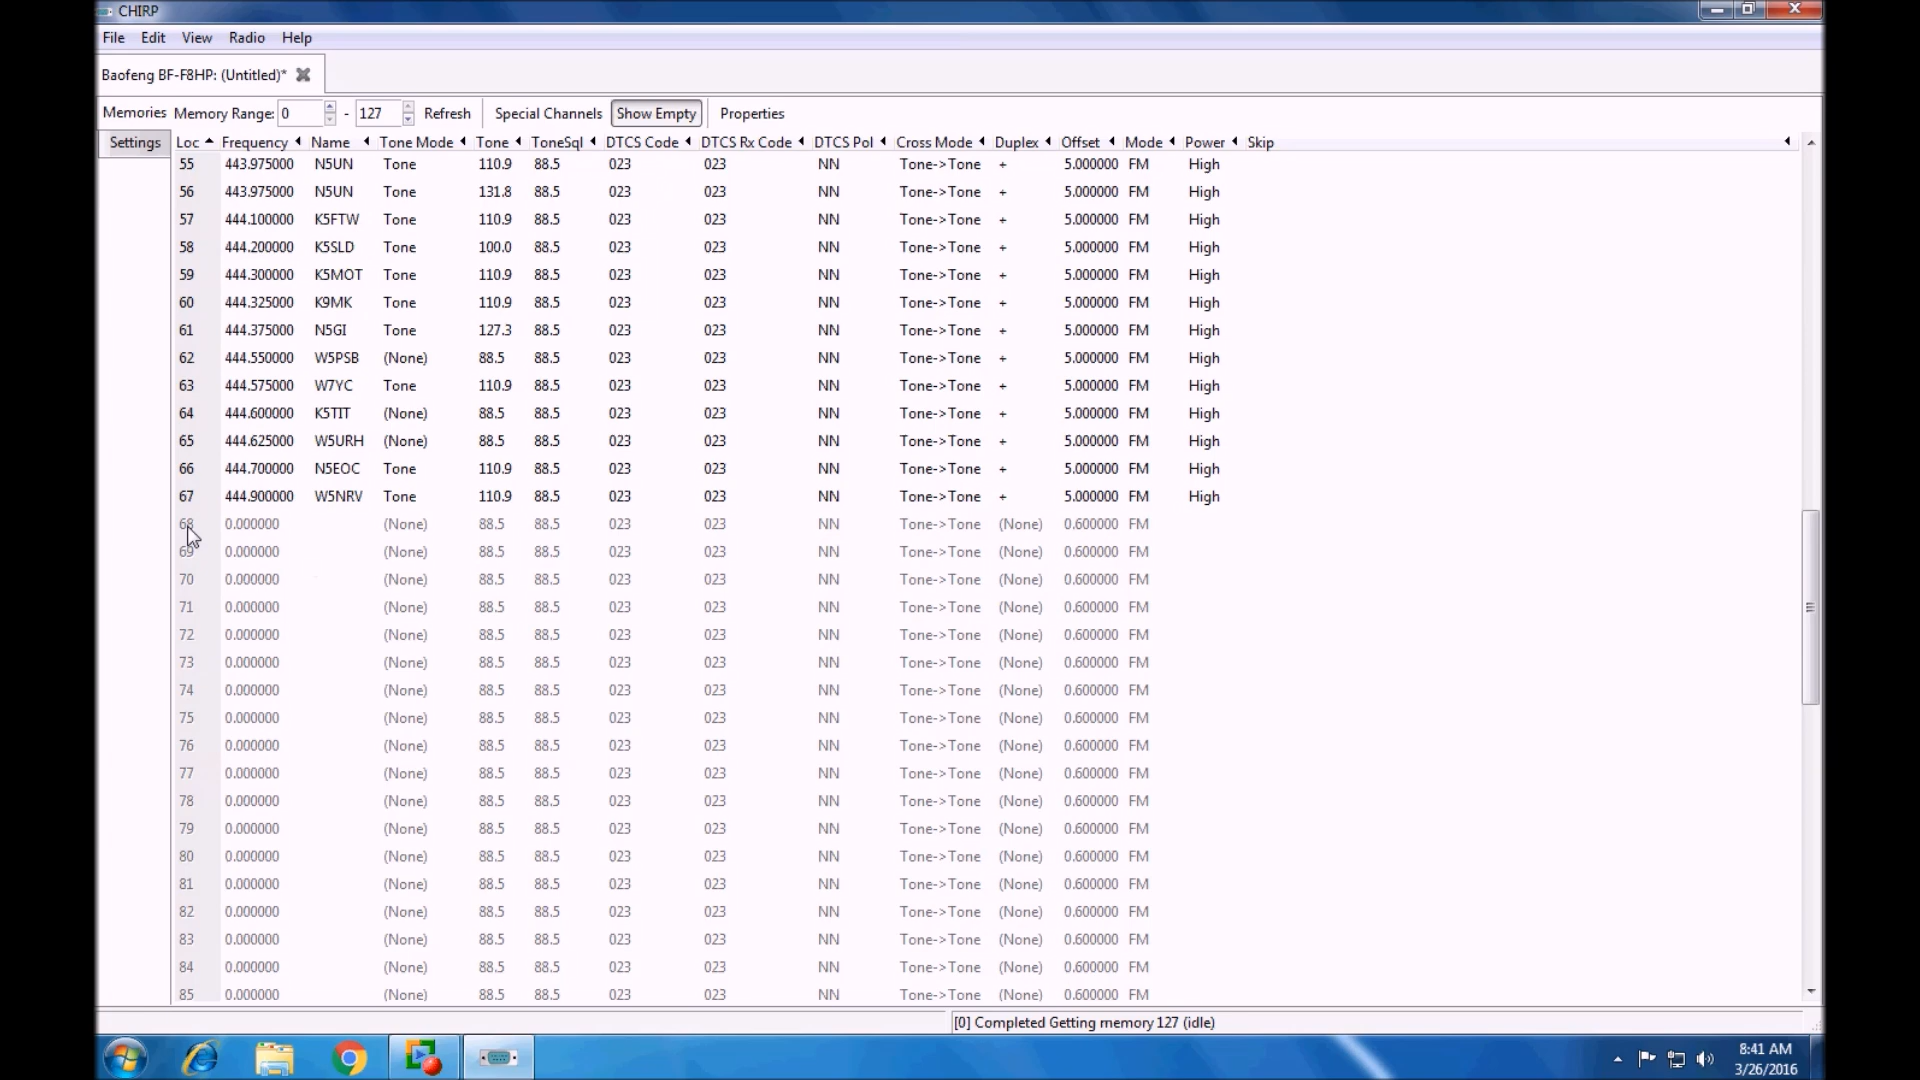 CHIRP
File Edit View Radio Help
Baofeng BF-F8HP: (Untitled)*
Memories Memory Range: 0 - 127 Refresh Special Channels Show Empty Properties
Settings Loc Frequency Name Tone Mode Tone ToneSql DTCS Code DTCS Rx Code DTCS Pol Cross Mode Duplex Offset Mode Power Skip
55 443.975000 N5UN Tone 110.9 88.5 023 023 NN Tone->Tone + 5.000000 FM High
56 443.975000 N5UN Tone 131.8 88.5 023 023 NN Tone->Tone + 5.000000 FM High
57 444.100000 K5FTW Tone 110.9 88.5 023 023 NN Tone->Tone + 5.000000 FM High
58 444.200000 K5SLD Tone 100.0 88.5 023 023 NN Tone->Tone + 5.000000 FM High
59 444.300000 K5MOT Tone 110.9 88.5 023 023 NN Tone->Tone + 5.000000 FM High
60 444.325000 K9MK Tone 110.9 88.5 023 023 NN Tone->Tone + 5.000000 FM High
61 444.375000 N5GI Tone 127.3 88.5 023 023 NN Tone->Tone + 5.000000 FM High
62 444.550000 W5PSB (None) 88.5 88.5 023 023 NN Tone->Tone + 5.000000 FM High
63 444.575000 W7YC Tone 110.9 88.5 023 023 NN Tone->Tone + 5.000000 FM High
64 444.600000 K5TIT (None) 88.5 88.5 023 023 NN Tone->Tone + 5.000000 FM High
65 444.625000 W5URH (None) 88.5 88.5 023 023 NN Tone->Tone + 5.000000 FM High
66 444.700000 N5EOC Tone 110.9 88.5 023 023 NN Tone->Tone + 5.000000 FM High
67 444.900000 W5NRV Tone 110.9 88.5 023 023 NN Tone->Tone + 5.000000 FM High
68 0.000000 (None) 88.5 88.5 023 023 NN Tone->Tone (None) 0.600000 FM
69 0.000000 (None) 88.5 88.5 023 023 NN Tone->Tone (None) 0.600000 FM
70 0.000000 (None) 88.5 88.5 023 023 NN Tone->Tone (None) 0.600000 FM
71 0.000000 (None) 88.5 88.5 023 023 NN Tone->Tone (None) 0.600000 FM
72 0.000000 (None) 88.5 88.5 023 023 NN Tone->Tone (None) 0.600000 FM
73 0.000000 (None) 88.5 88.5 023 023 NN Tone->Tone (None) 0.600000 FM
74 0.000000 (None) 88.5 88.5 023 023 NN Tone->Tone (None) 0.600000 FM
75 0.000000 (None) 88.5 88.5 023 023 NN Tone->Tone (None) 0.600000 FM
76 0.000000 (None) 88.5 88.5 023 023 NN Tone->Tone (None) 0.600000 FM
77 0.000000 (None) 88.5 88.5 023 023 NN Tone->Tone (None) 0.600000 FM
78 0.000000 (None) 88.5 88.5 023 023 NN Tone->Tone (None) 0.600000 FM
79 0.000000 (None) 88.5 88.5 023 023 NN Tone->Tone (None) 0.600000 FM
80 0.000000 (None) 88.5 88.5 023 023 NN Tone->Tone (None) 0.600000 FM
81 0.000000 (None) 88.5 88.5 023 023 NN Tone->Tone (None) 0.600000 FM
82 0.000000 (None) 88.5 88.5 023 023 NN Tone->Tone (None) 0.600000 FM
83 0.000000 (None) 88.5 88.5 023 023 NN Tone->Tone (None) 0.600000 FM
84 0.000000 (None) 88.5 88.5 023 023 NN Tone->Tone (None) 0.600000 FM
85 0.000000 (None) 88.5 88.5 023 023 NN Tone->Tone (None) 0.600000 FM
[0] Completed Getting memory 127 (idle)
8:41 AM
3/26/2016